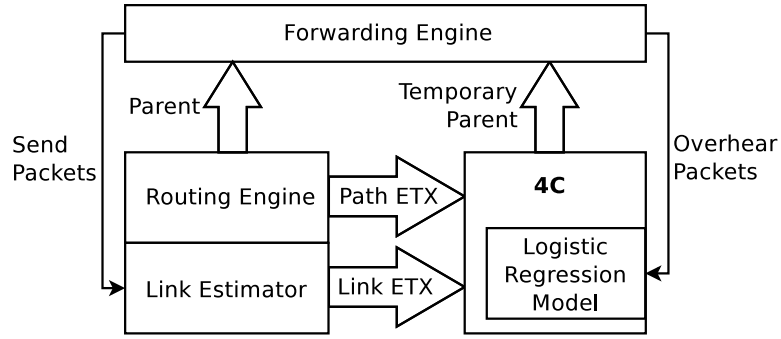 Forwarding Engine
Parent
Temporary
Parent
Send
Packets
Overhear
Packets
Routing Engine
Path ETX
4C
Link Estimator
Link ETX
Logistic
Regression
Model